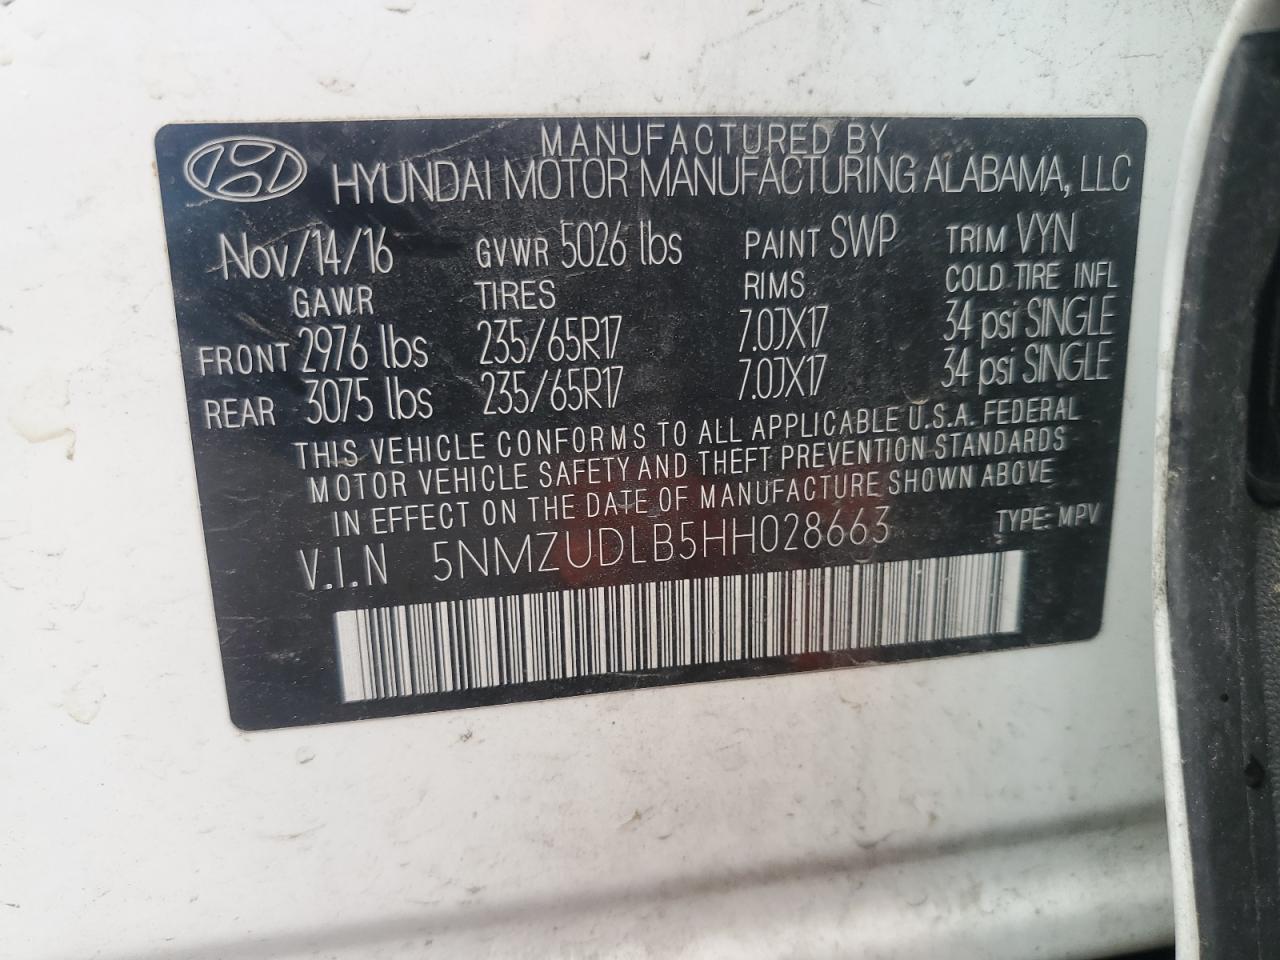 MANUFACTURED BY
HYUNDAI MOTOR MANUFACTURING ALABAMA, LLC
Nov/14/16 GVWR 5026 lbs PAINT SWP TRIM VYN
GAWR TIRES RIMS COLD TIRE INFL
FRONT 2976 lbs 235/65R17 7.0JX17 34 psi SINGLE
REAR 3075 lbs 235/65R17 7.0JX17 34 psi SINGLE
THIS VEHICLE CONFORMS TO ALL APPLICABLE U.S.A. FEDERAL
MOTOR VEHICLE SAFETY AND THEFT PREVENTION STANDARDS
IN EFFECT ON THE DATE OF MANUFACTURE SHOWN ABOVE
V.I.N 5NMZUDLB5HH028663 TYPE: MPV